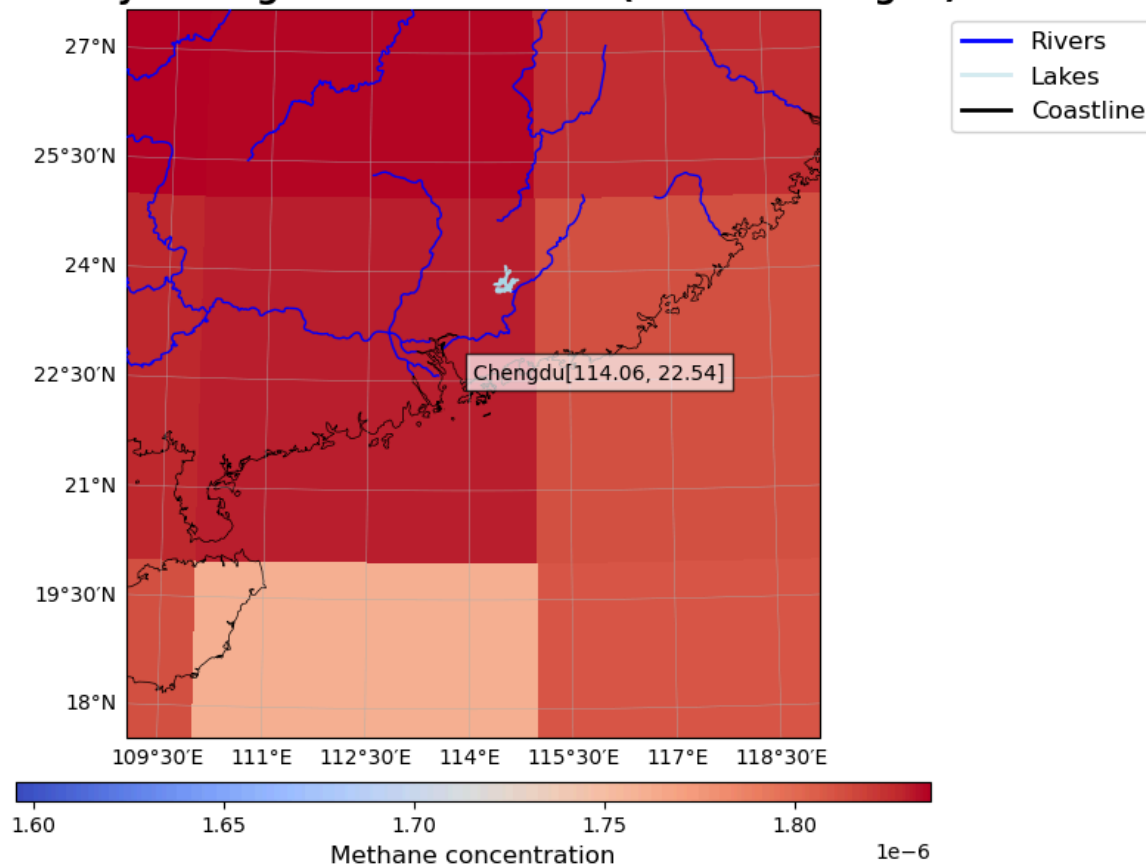 Rivers
Lakes
Coastline
27°N
25°30′N
24°N
22°30′N
21°N
19°30′N
18°N
Chengdu[114.06, 22.54]
109°30′E 111°E 112°30′E 114°E 115°30′E 117°E 118°30′E
1.60 1.65 1.70 1.75 1.80
1e−6
Methane concentration